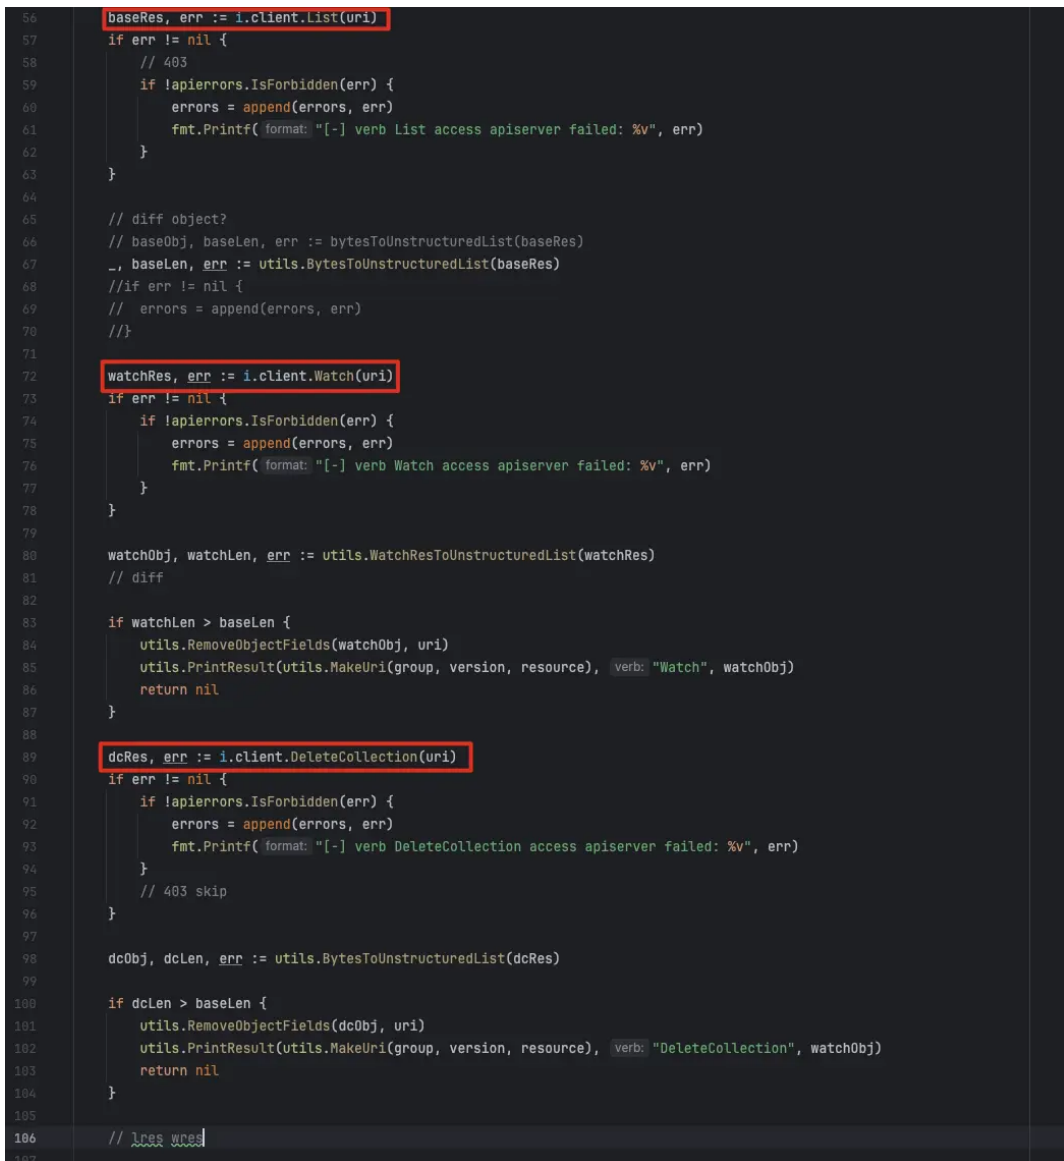 56 baseRes, err := i.client.List(uri)
57 if err != nil {
58 // 403
59 if !apierrors.IsForbidden(err) {
60 errors = append(errors, err)
61 fmt.Printf( format: "[-] verb List access apiserver failed: %v", err)
62 }
63 }
64
65 // diff object?
66 // baseObj, baseLen, err := bytesToUnstructuredList(baseRes)
67 _, baseLen, err := utils.BytesToUnstructuredList(baseRes)
68 //if err != nil {
69 // errors = append(errors, err)
70 //}
71
72 watchRes, err := i.client.Watch(uri)
73 if err != nil {
74 if !apierrors.IsForbidden(err) {
75 errors = append(errors, err)
76 fmt.Printf( format: "[-] verb Watch access apiserver failed: %v", err)
77 }
78 }
79
80 watchObj, watchLen, err := utils.WatchResToUnstructuredList(watchRes)
81 // diff
82
83 if watchLen > baseLen {
84 utils.RemoveObjectFields(watchObj, uri)
85 utils.PrintResult(utils.MakeUri(group, version, resource), verb: "Watch", watchObj)
86 return nil
87 }
88
89 dcRes, err := i.client.DeleteCollection(uri)
90 if err != nil {
91 if !apierrors.IsForbidden(err) {
92 errors = append(errors, err)
93 fmt.Printf( format: "[-] verb DeleteCollection access apiserver failed: %v", err)
94 }
95 // 403 skip
96 }
97
98 dcObj, dcLen, err := utils.BytesToUnstructuredList(dcRes)
99
100 if dcLen > baseLen {
101 utils.RemoveObjectFields(dcObj, uri)
102 utils.PrintResult(utils.MakeUri(group, version, resource), verb: "DeleteCollection", watchObj)
103 return nil
104 }
105
106 // lres wres
107